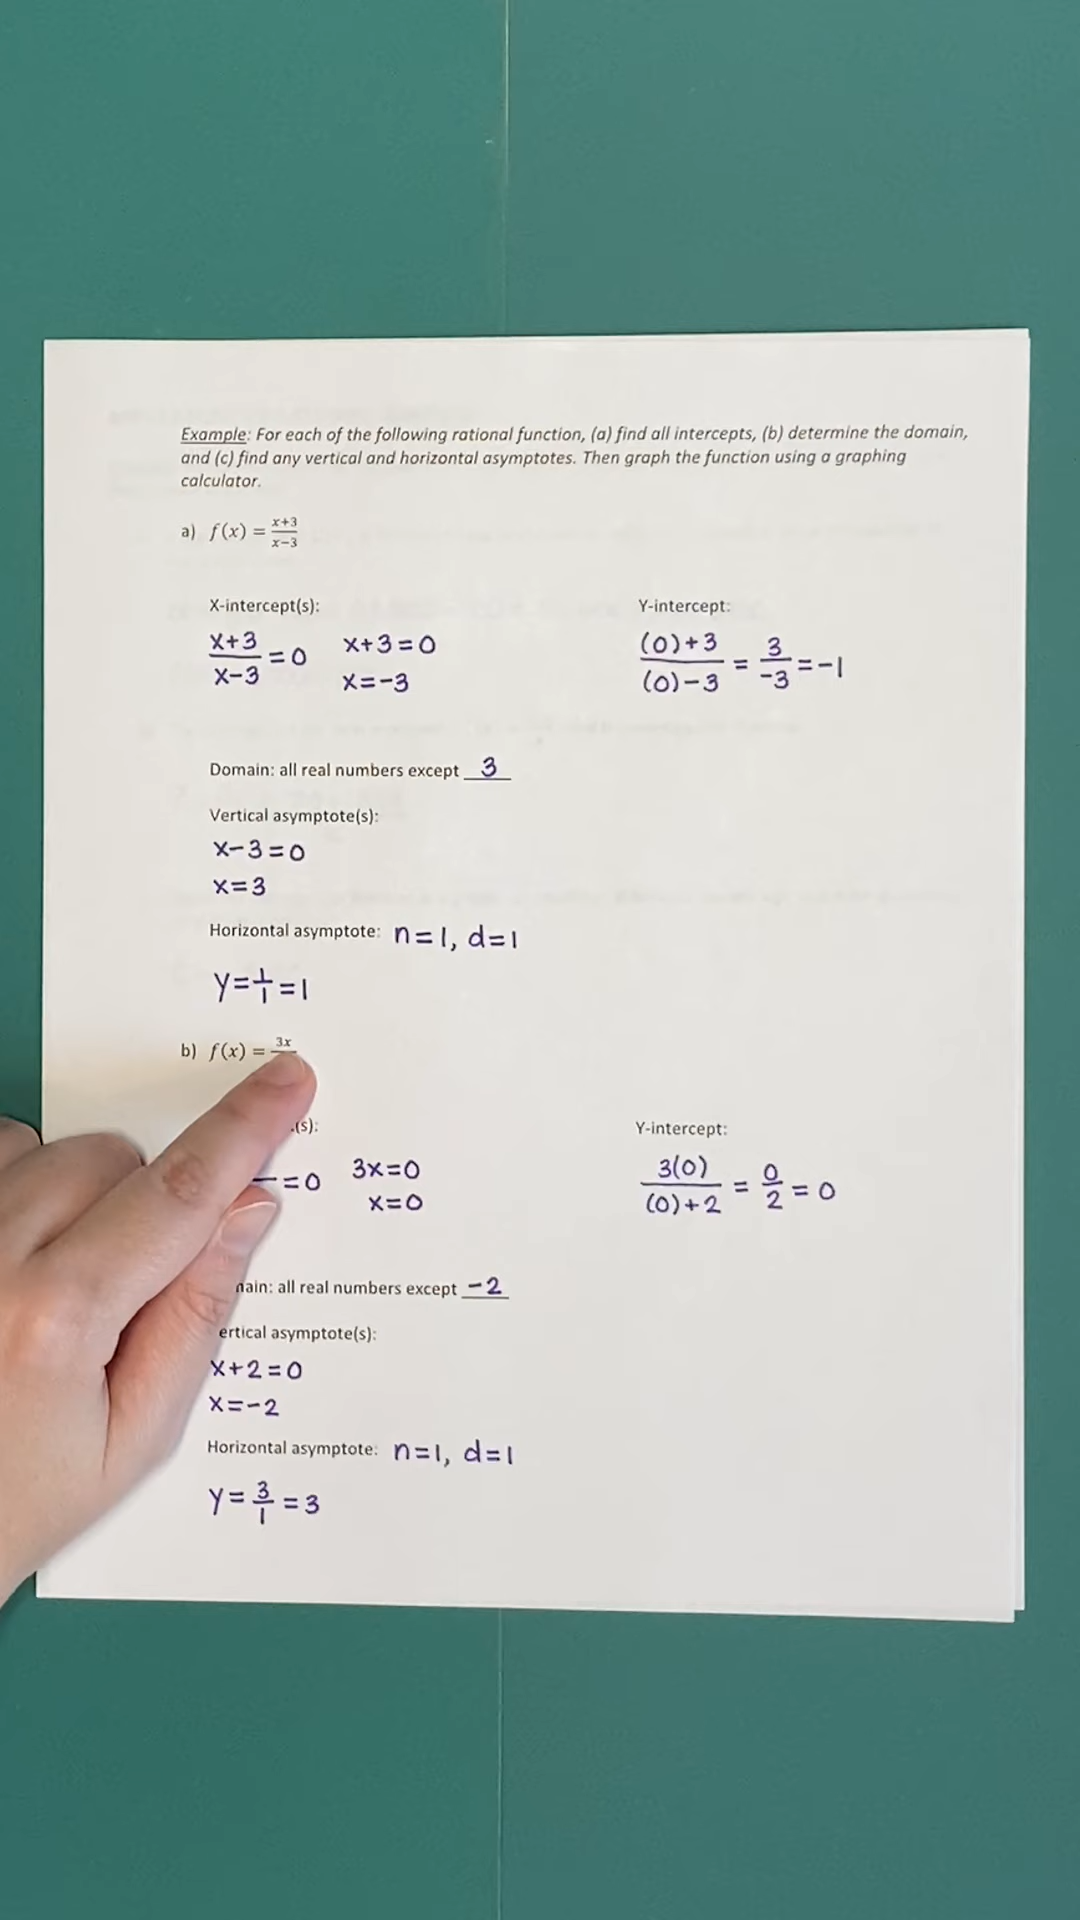 Example: For each of the following rational function, (a) find all intercepts, (b) determine the domain,
and (c) find any vertical and horizontal asymptotes. Then graph the function using a graphing
calculator.
a) f(x) = x+3/x−3
X-intercept(s): Y-intercept:
x+3/x-3 = 0 x+3=0 (0)+3/(0)-3 = 3/-3 = -1
x=-3
Domain: all real numbers except 3
Vertical asymptote(s):
x-3=0
x=3
Horizontal asymptote: n=1, d=1
y=1/1=1
b) f(x) = 3x
(s): Y-intercept:
=0 3x=0 3(0)/(0)+2 = 0/2 = 0
x=0
all real numbers except -2
ertical asymptote(s):
x+2=0
x=-2
Horizontal asymptote: n=1, d=1
y=3/1=3